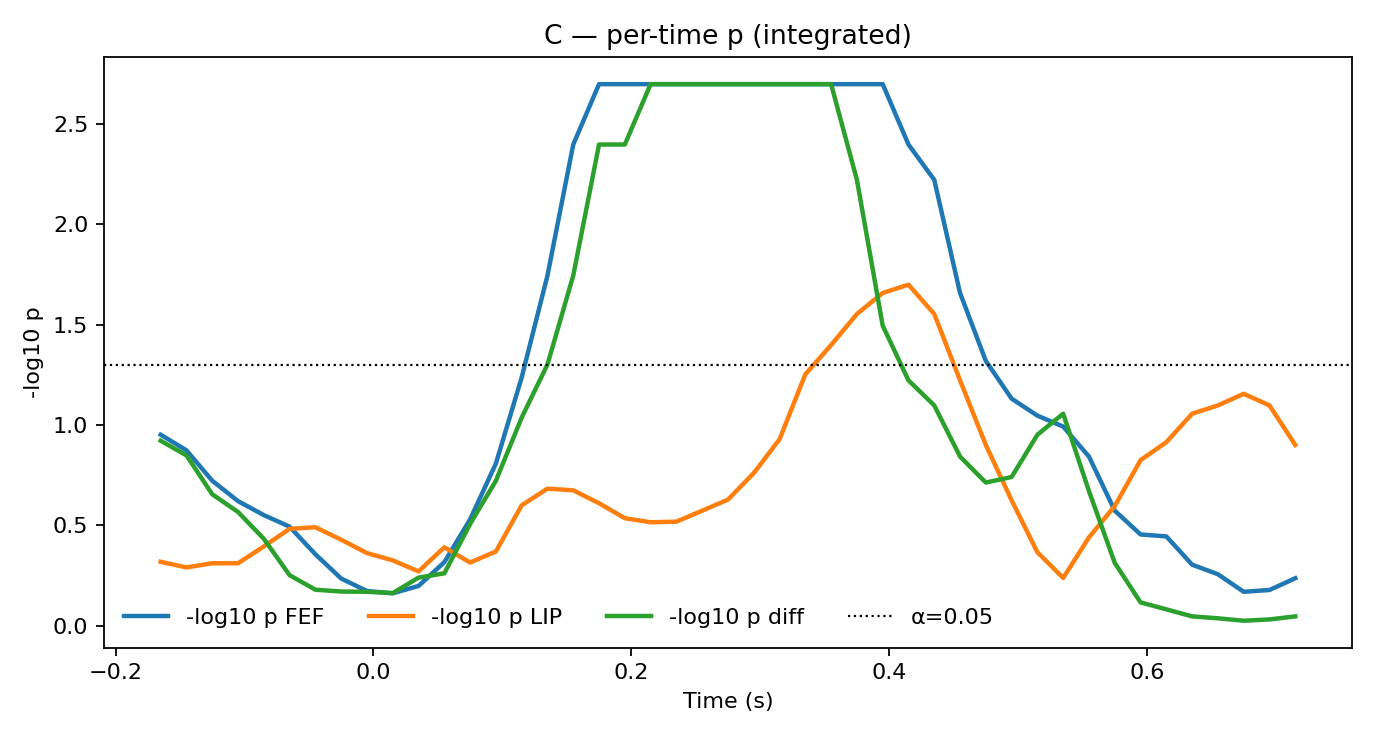 C — per-time p (integrated)
-log10 p
2.5
2.0
1.5
1.0
0.5
0.0
-log10 p FEF -log10 p LIP -log10 p diff α=0.05
−0.2 0.0 0.2 0.4 0.6
Time (s)